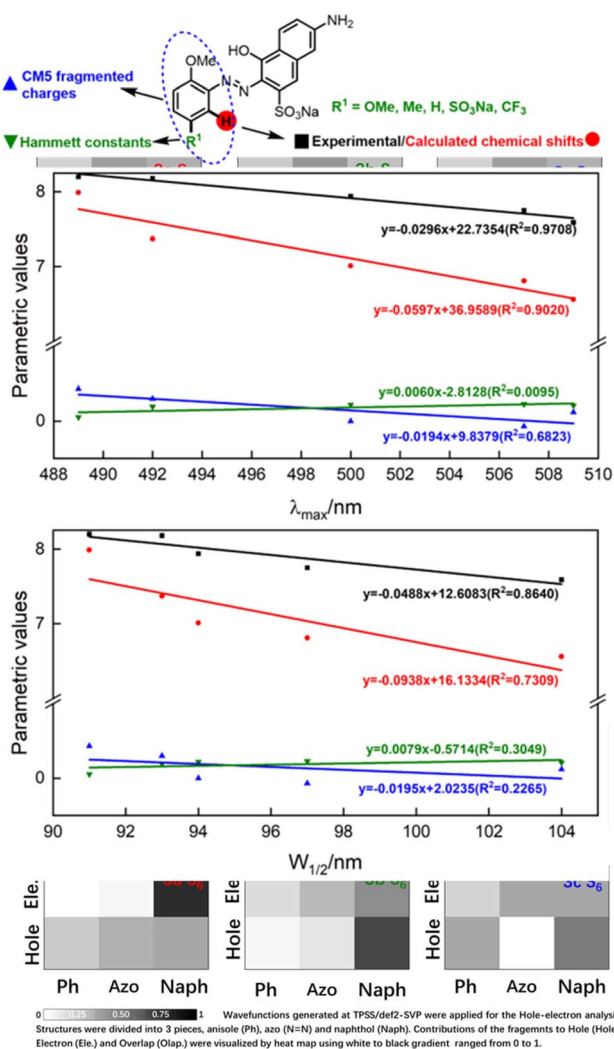 NH₂
HO
OMe
N
N
SO₃Na
H
R¹
▲ CM5 fragmented
charges
R¹ = OMe, Me, H, SO₃Na, CF₃
▼Hammett constants
■ Experimental/Calculated chemical shifts
Parametric values
8
7
0
y=-0.0296x+22.7354(R²=0.9708)
y=-0.0597x+36.9589(R²=0.9020)
y=0.0060x-2.8128(R²=0.0095)
y=-0.0194x+9.8379(R²=0.6823)
488 490 492 494 496 498 500 502 504 506 508 510
λmax/nm
Parametric values
8
7
0
y=-0.0488x+12.6083(R²=0.8640)
y=-0.0938x+16.1334(R²=0.7309)
y=0.0079x-0.5714(R²=0.3049)
y=-0.0195x+2.0235(R²=0.2265)
90 92 94 96 98 100 102 104
W1/2/nm
Ele.
Hole
Ph Azo Naph
Hole
Ph Azo Naph
Hole
Ph Azo Naph
0 0.25 0.5 0.75 1 Wavefunctions generated at TPSS/def2-SVP were applied for the Hole-electron analysi
Structures were divided into 3 pieces, anisole (Ph), azo (N=N) and naphthol (Naph). Contributions of the fragemnts to Hole (Hol
Electron (Ele.) and Overlap (Olap.) were visualized by heat map using white to black gradient ranged from 0 to 1.